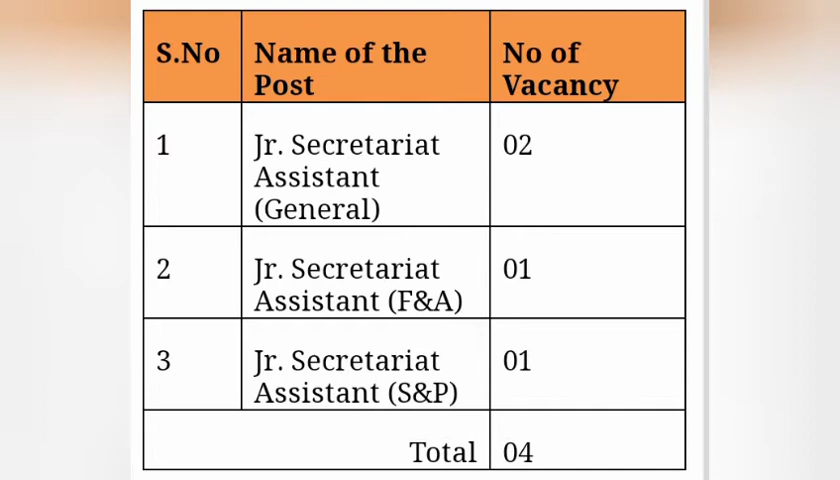 S.No Name of the Post No of Vacancy
1 Jr. Secretariat Assistant (General) 02
2 Jr. Secretariat Assistant (F&A) 01
3 Jr. Secretariat Assistant (S&P) 01
Total 04